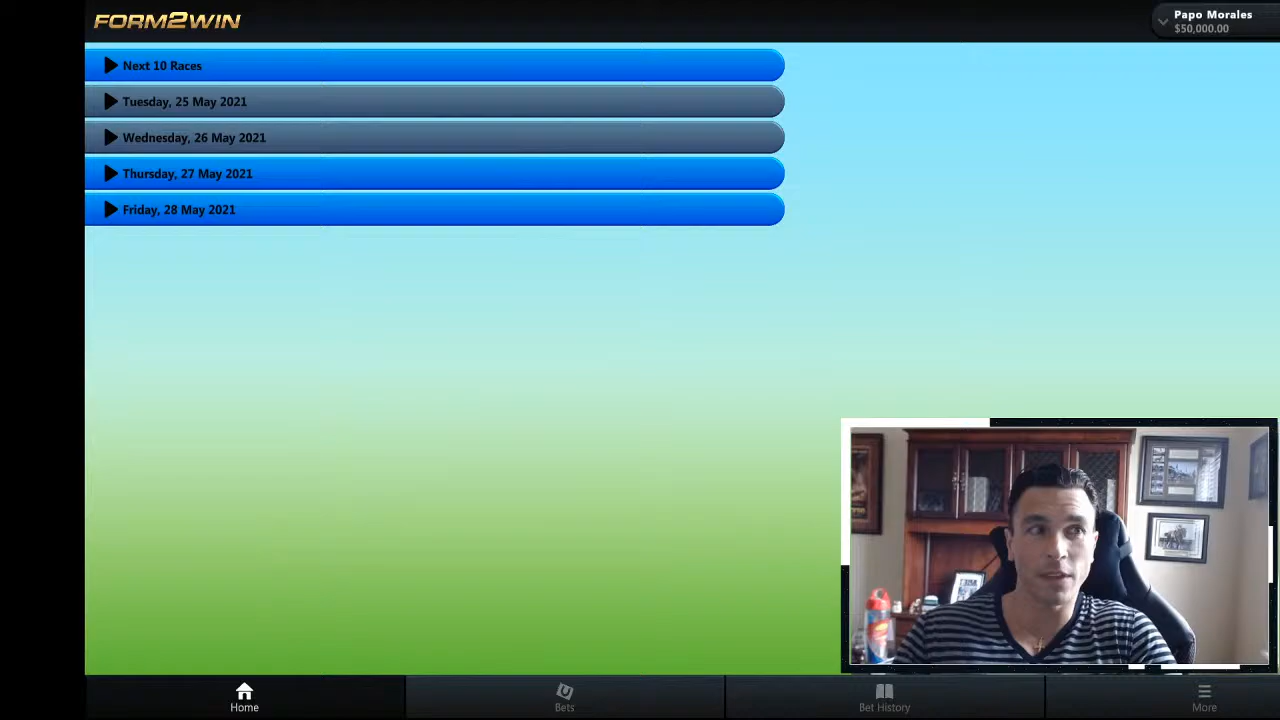 FORM2WIN
Papo Morales
$50,000.00
Next 10 Races
Tuesday, 25 May 2021
Wednesday, 26 May 2021
Thursday, 27 May 2021
Friday, 28 May 2021
Home
Bets
Bet History
More